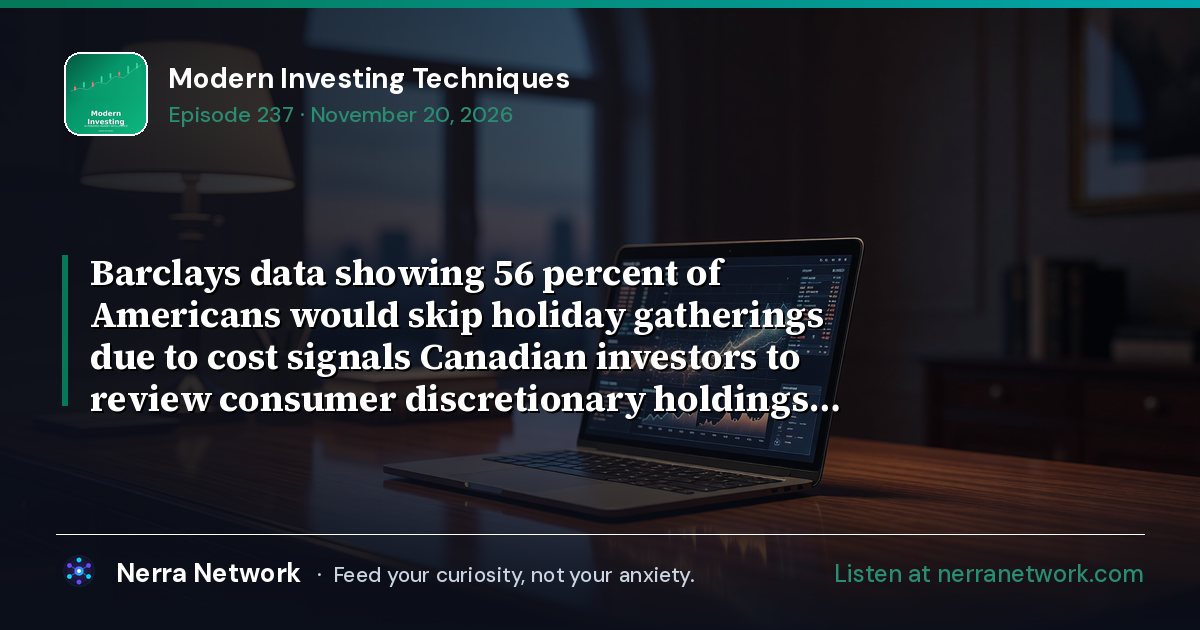 Modern Investing Techniques
Episode 237 · November 20, 2026
Modern
Investing
Barclays data showing 56 percent of
Americans would skip holiday gatherings
due to cost signals Canadian investors to
review consumer discretionary holdings...
Nerra Network · Feed your curiosity, not your anxiety.
Listen at nerranetwork.com